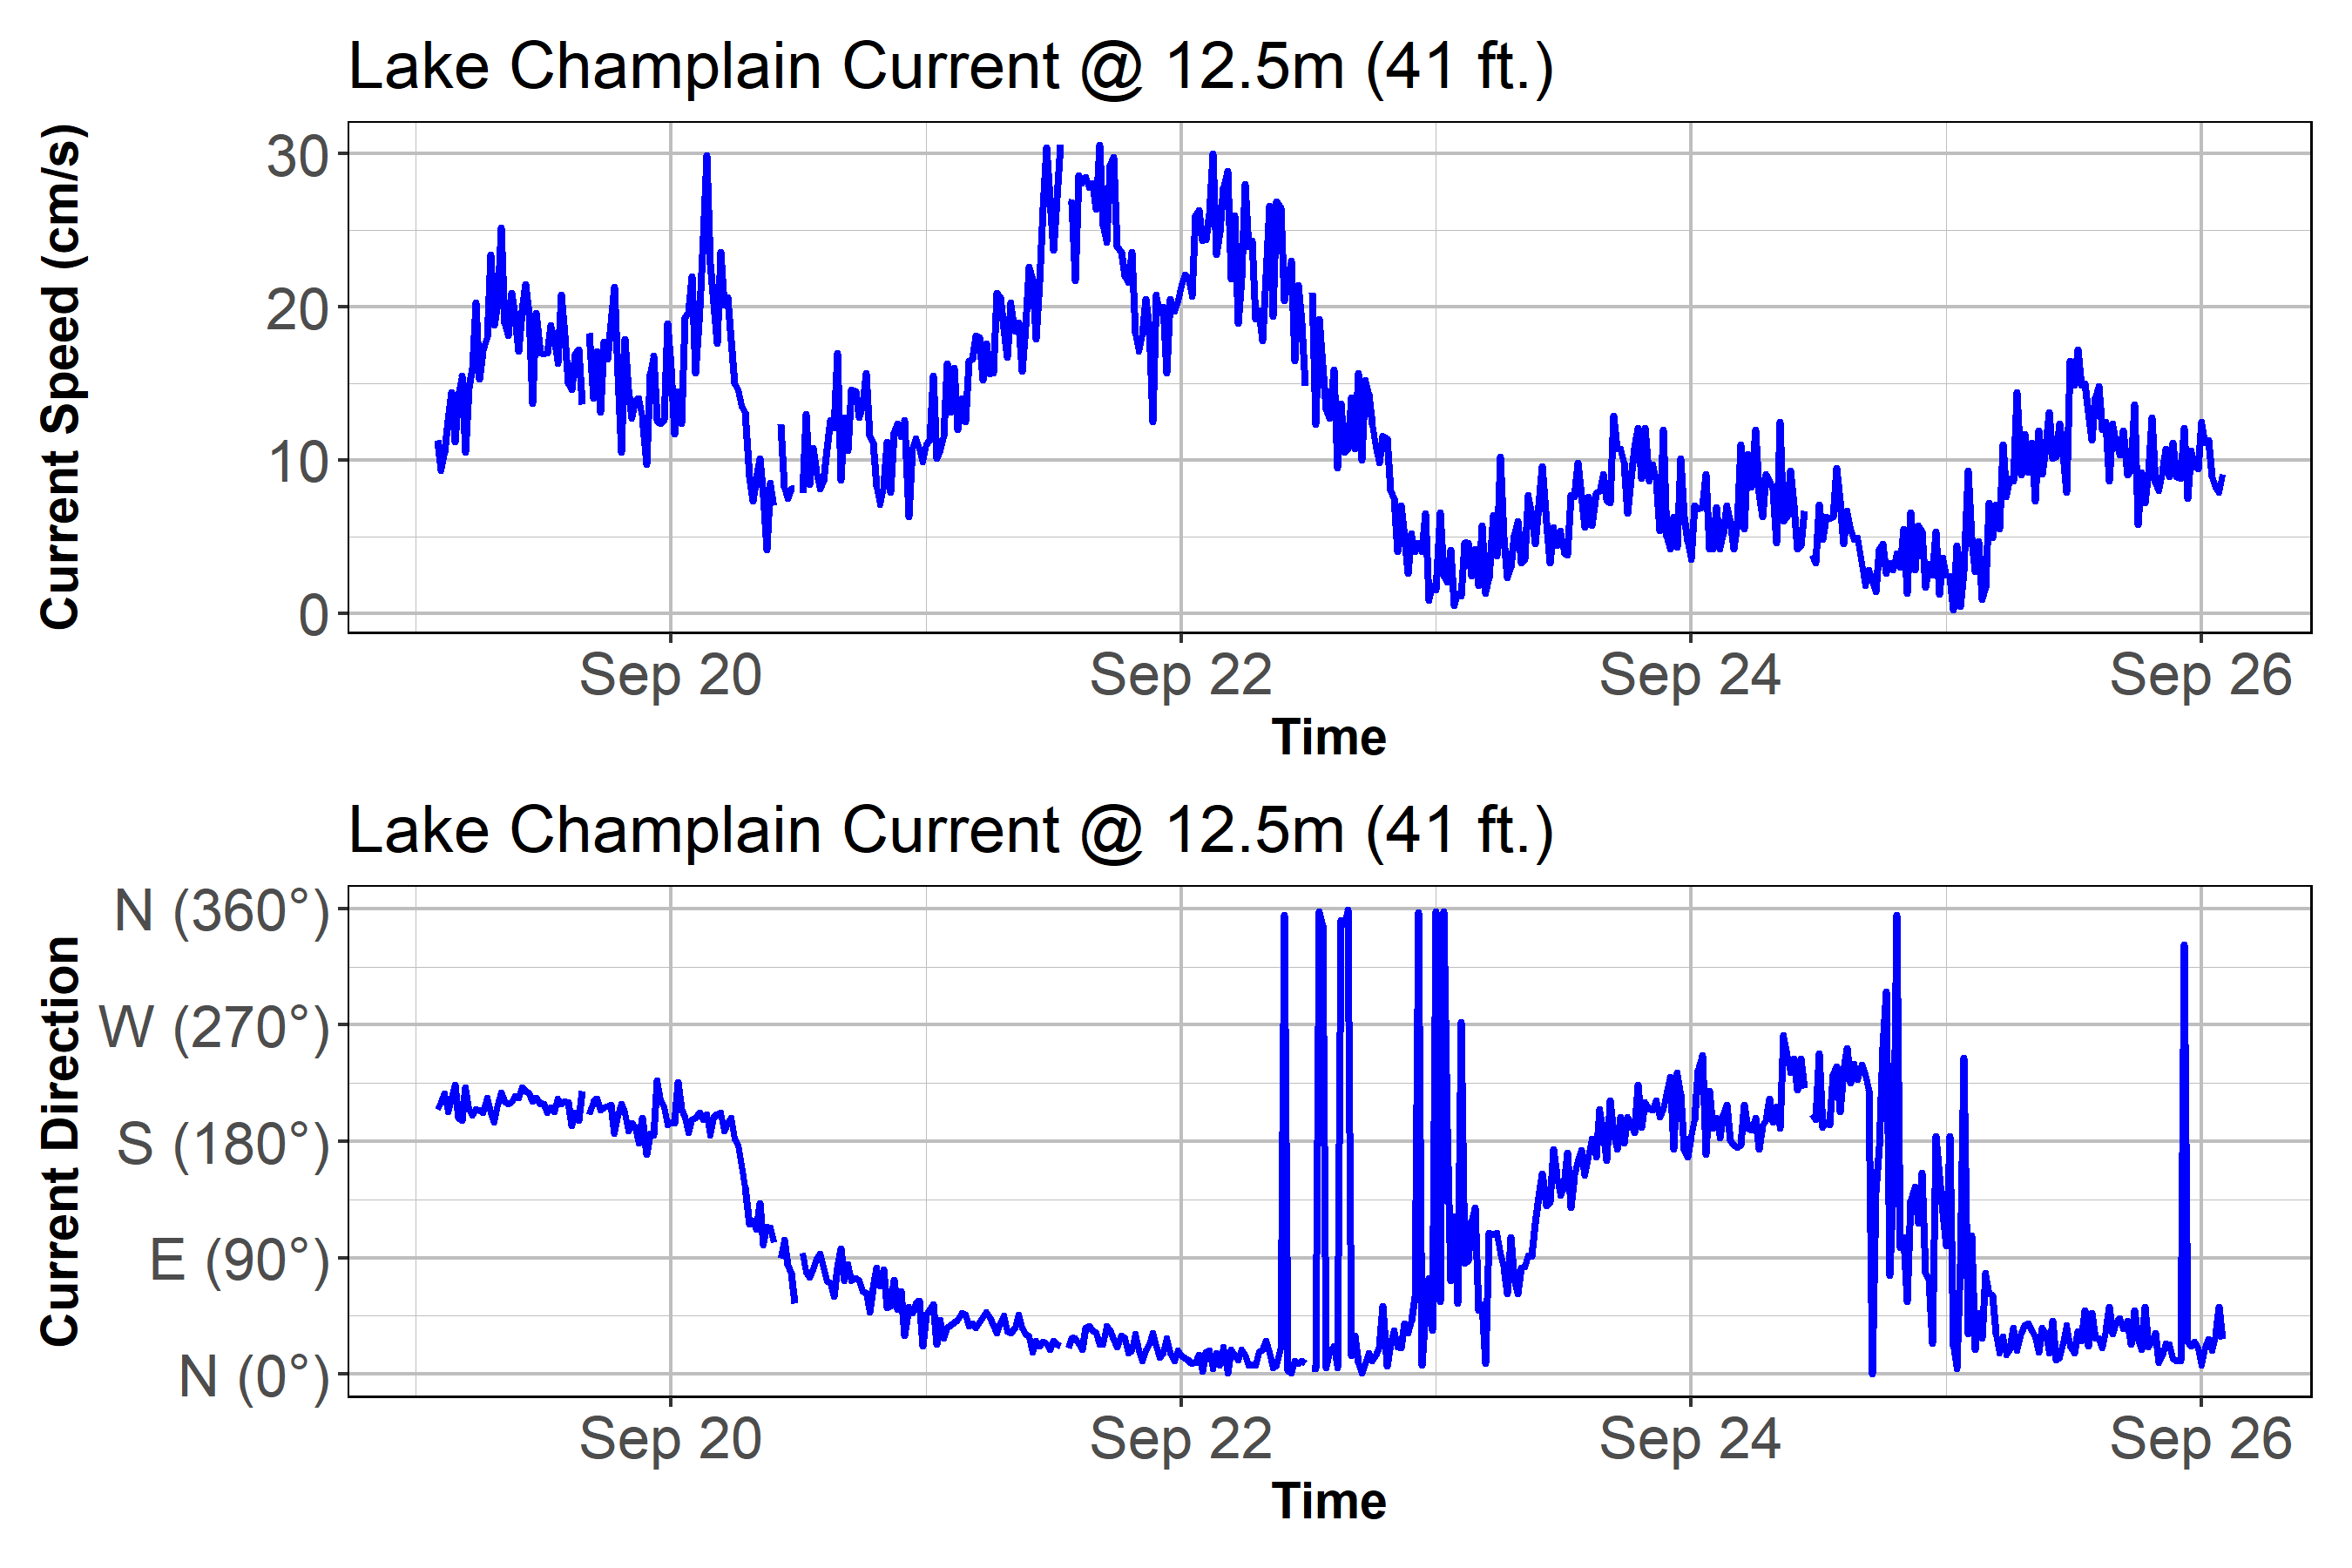 Lake Champlain Current @ 12.5m (41 ft.)
Current Speed (cm/s)
30
20
10
0
Sep 20 Sep 22 Sep 24 Sep 26
Time
Lake Champlain Current @ 12.5m (41 ft.)
Current Direction
N (360°)
W (270°)
S (180°)
E (90°)
N (0°)
Sep 20 Sep 22 Sep 24 Sep 26
Time